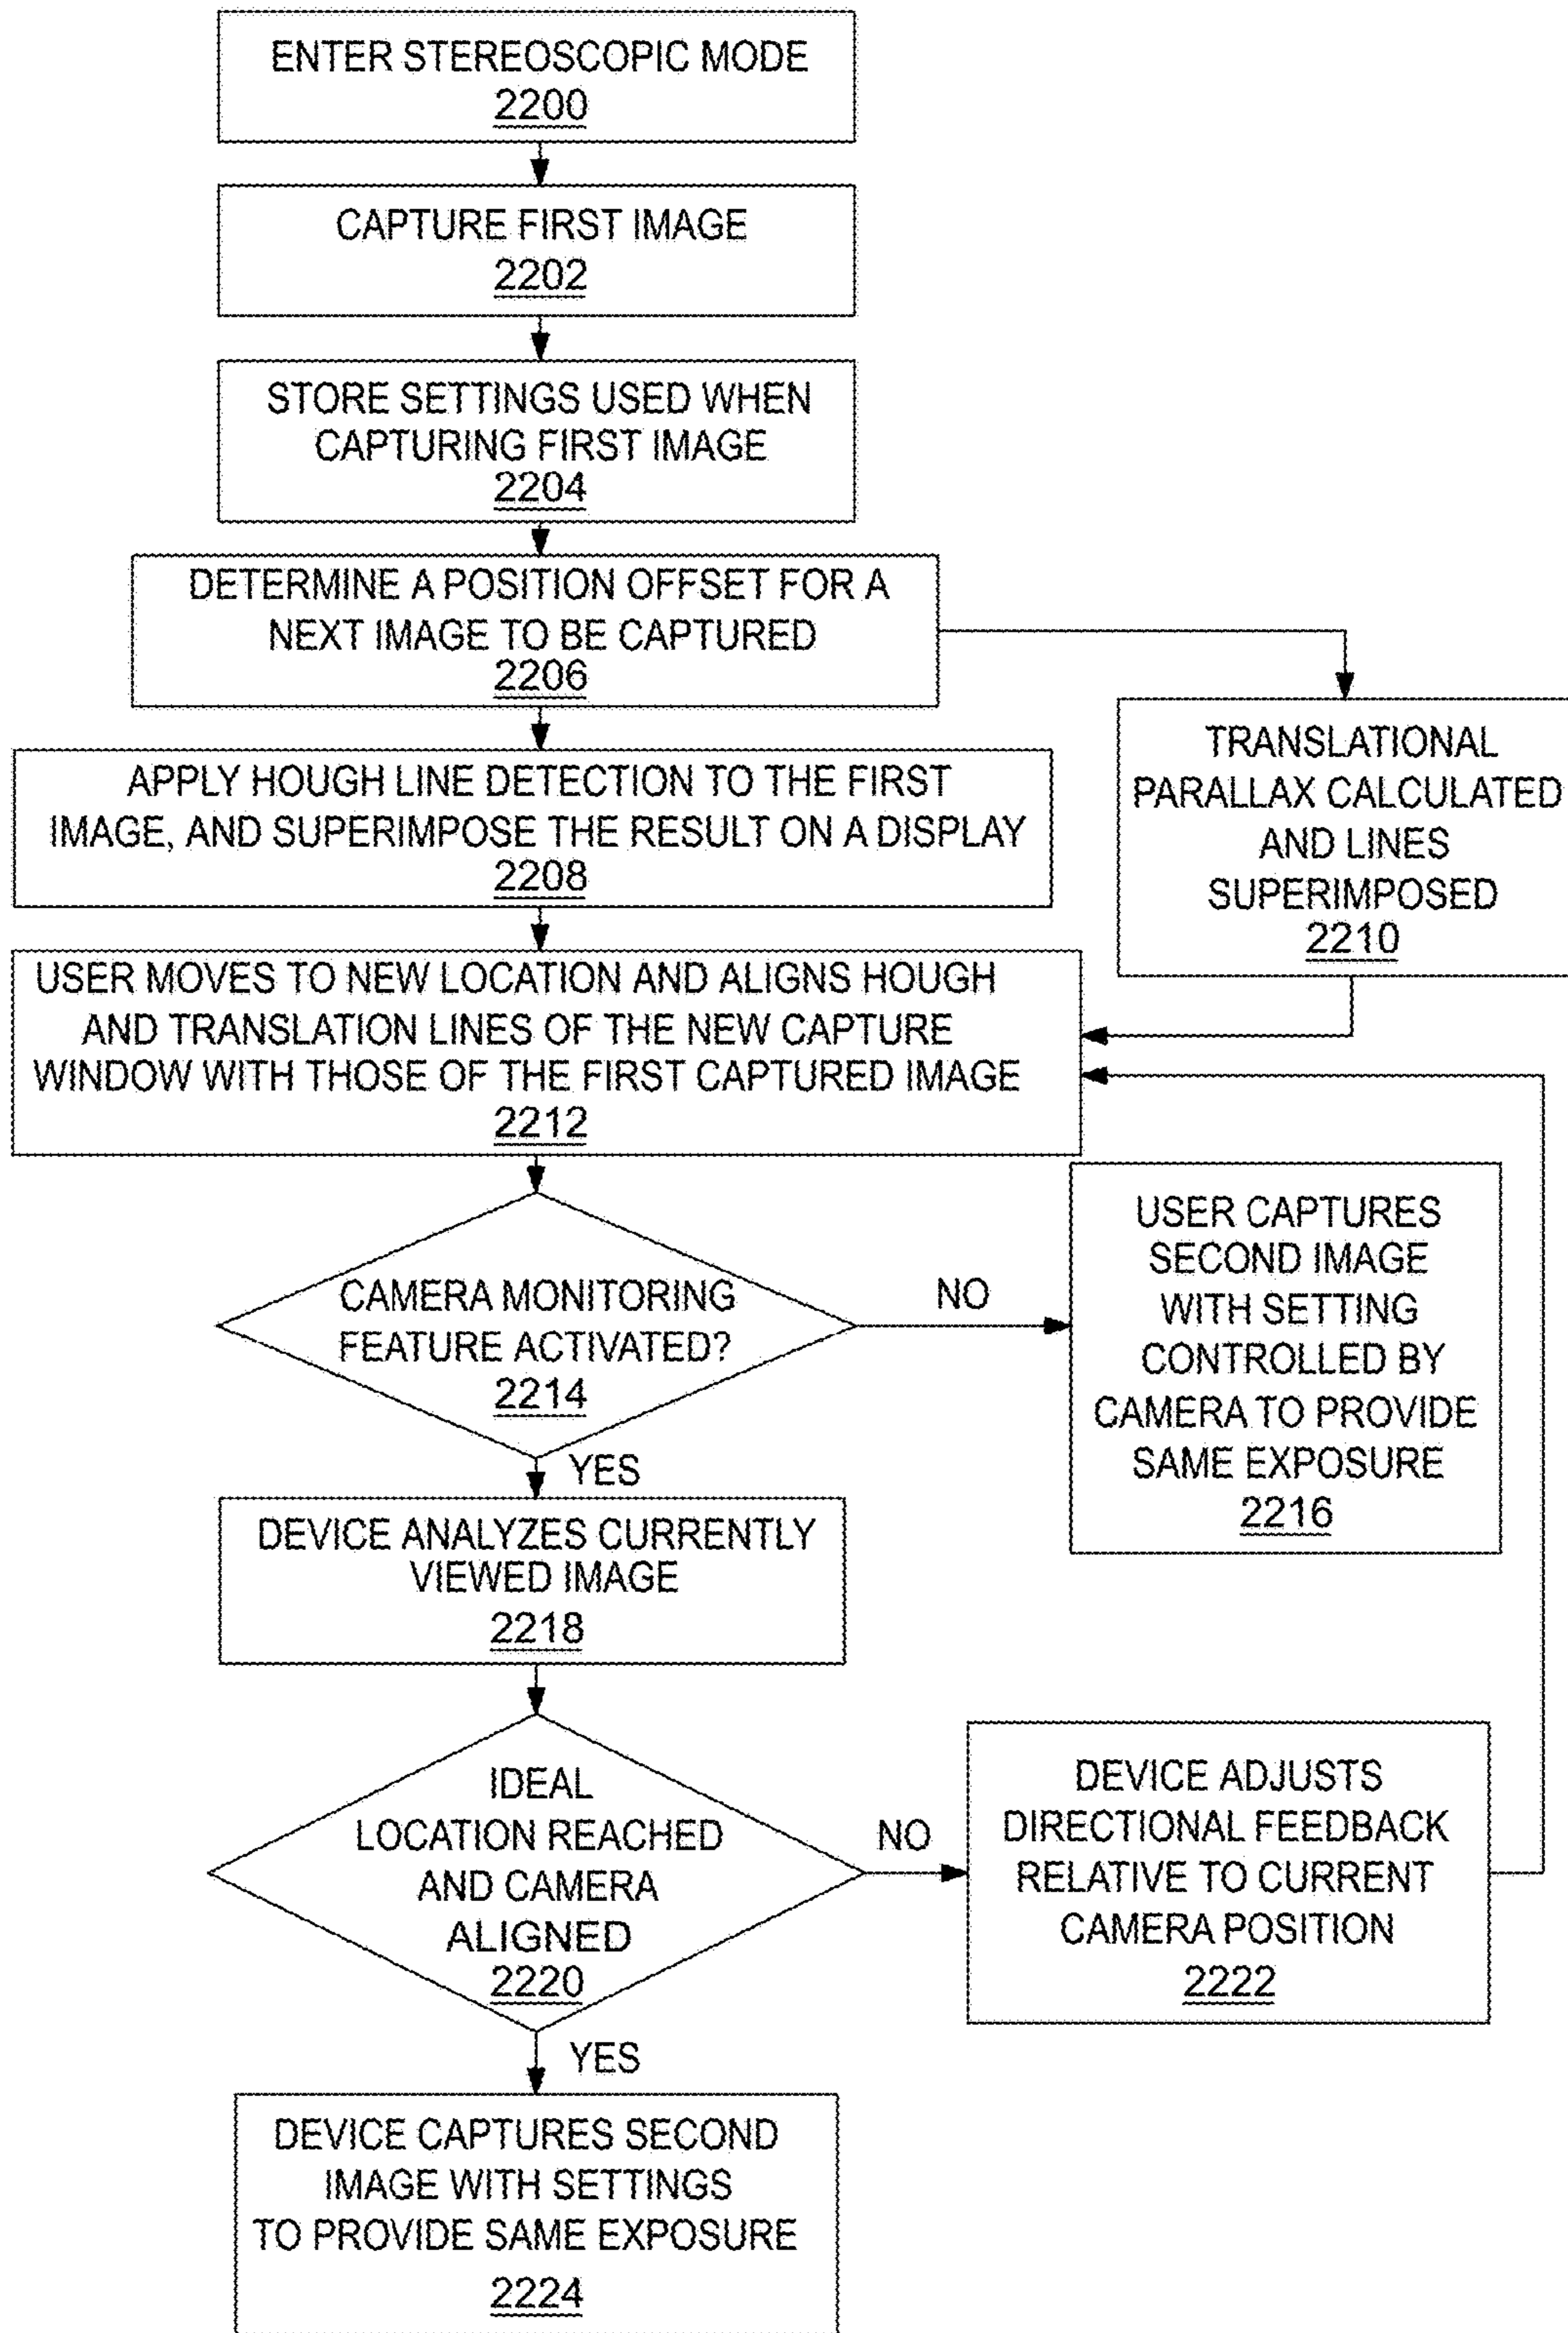 ENTER STEREOSCOPIC MODE
2200
CAPTURE FIRST IMAGE
2202
STORE SETTINGS USED WHEN
CAPTURING FIRST IMAGE
2204
DETERMINE A POSITION OFFSET FOR A
NEXT IMAGE TO BE CAPTURED
2206
APPLY HOUGH LINE DETECTION TO THE FIRST
IMAGE, AND SUPERIMPOSE THE RESULT ON A DISPLAY
2208
TRANSLATIONAL
PARALLAX CALCULATED
AND LINES
SUPERIMPOSED
2210
USER MOVES TO NEW LOCATION AND ALIGNS HOUGH
AND TRANSLATION LINES OF THE NEW CAPTURE
WINDOW WITH THOSE OF THE FIRST CAPTURED IMAGE
2212
CAMERA MONITORING
FEATURE ACTIVATED?
2214
NO
USER CAPTURES
SECOND IMAGE
WITH SETTING
CONTROLLED BY
CAMERA TO PROVIDE
SAME EXPOSURE
2216
YES
DEVICE ANALYZES CURRENTLY
VIEWED IMAGE
2218
IDEAL
LOCATION REACHED
AND CAMERA
ALIGNED
2220
NO
DEVICE ADJUSTS
DIRECTIONAL FEEDBACK
RELATIVE TO CURRENT
CAMERA POSITION
2222
YES
DEVICE CAPTURES SECOND
IMAGE WITH SETTINGS
TO PROVIDE SAME EXPOSURE
2224